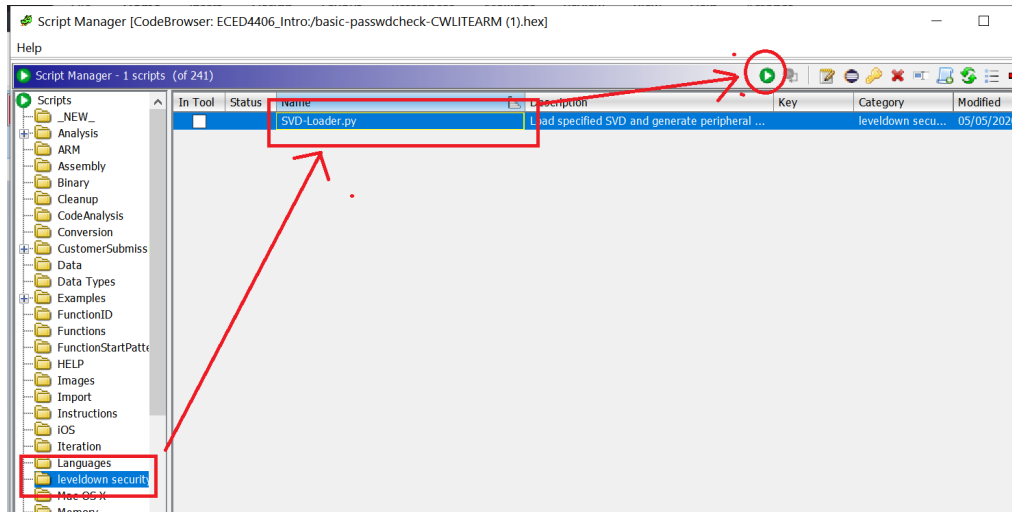 Script Manager [CodeBrowser: ECED4406_Intro:/basic-passwdcheck-CWLITEARM (1).hex]
Help
Script Manager - 1 scripts (of 241)
Scripts
_NEW_
Analysis
ARM
Assembly
Binary
Cleanup
CodeAnalysis
Conversion
CustomerSubmiss
Data
Data Types
Examples
FunctionID
Functions
FunctionStartPatte
HELP
Images
Import
Instructions
iOS
Iteration
Languages
leveldown security
Mac OS X
Memory
In Tool Status Name Description Key Category Modified
SVD-Loader.py Load specified SVD and generate peripheral ... leveldown secu... 05/05/2020